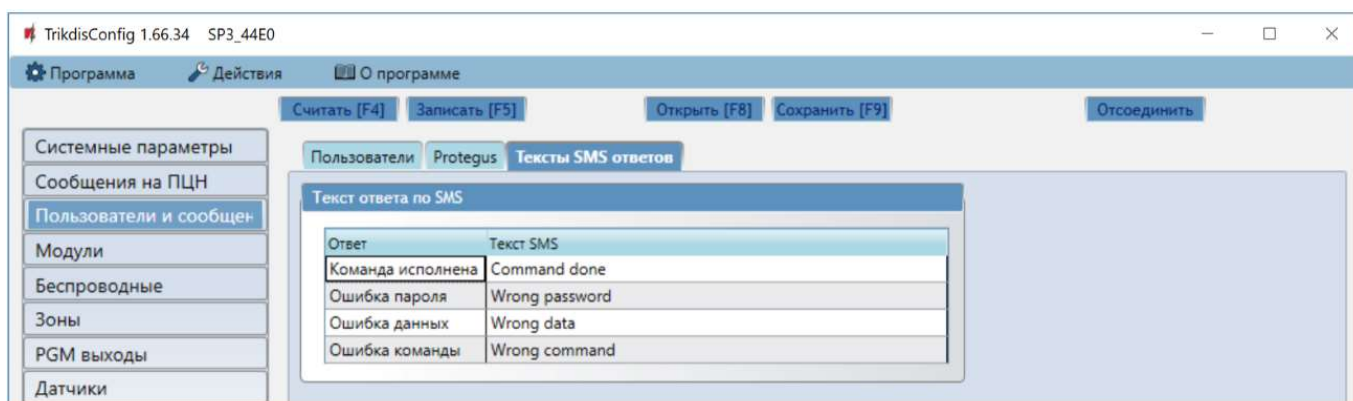 TrikdisConfig 1.66.34 SP3_44E0
Программа Действия О программе
Считать [F4] Записать [F5] Открыть [F8] Сохранить [F9] Отсоединить
Системные параметры
Сообщения на ПЦН
Пользователи и сообщен
Модули
Беспроводные
Зоны
PGM выходы
Датчики
Пользователи Protegus Тексты SMS ответов
Текст ответа по SMS
Ответ Текст SMS
Команда исполнена Command done
Ошибка пароля Wrong password
Ошибка данных Wrong data
Ошибка команды Wrong command